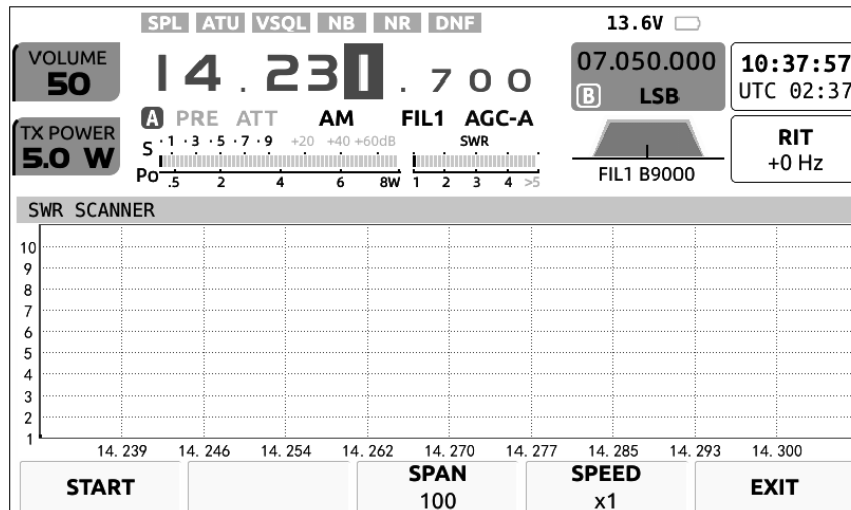 SPL ATU VSQL NB NR DNF 13.6V
VOLUME
50
14.231.700
07.050.000
B LSB
10:37:57
UTC 02:37
A PRE ATT AM FIL1 AGC-A
TX POWER
5.0 W
S ·1 ·3 ·5 ·7 ·9 +20 +40 +60dB SWR
Po .5 2 4 6 8W 1 2 3 4 >5
FIL1 B9000
RIT
+0 Hz
SWR SCANNER
10
9
8
7
6
5
4
3
2
1
14.239 14.246 14.254 14.262 14.270 14.277 14.285 14.293 14.300
START
SPAN
100
SPEED
x1
EXIT